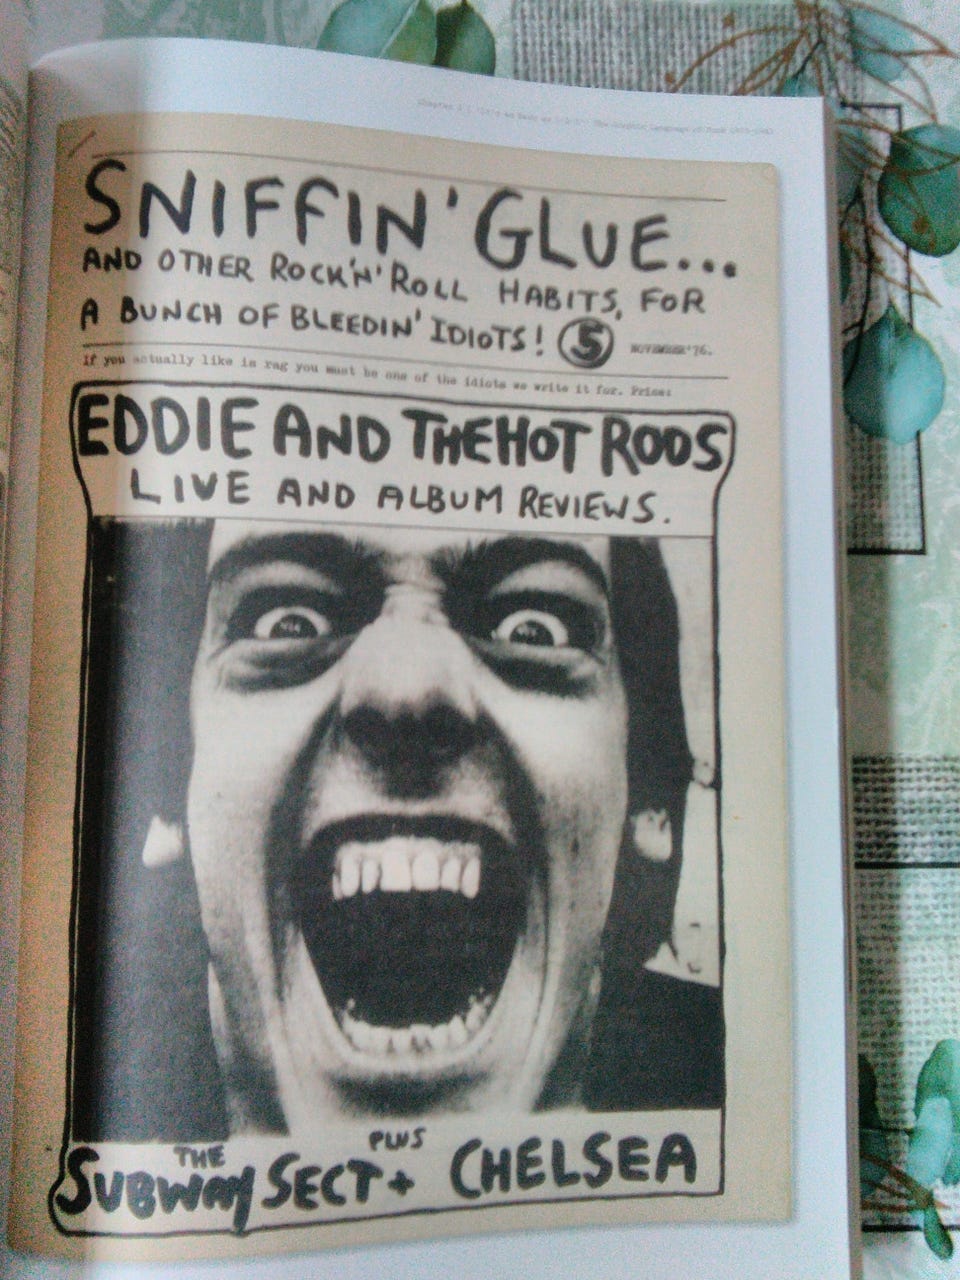 SNIFFIN' GLUE...
AND OTHER ROCK'N' ROLL HABITS, FOR
A BUNCH OF BLEEDIN' IDIOTS! 5 NOVEMBER'76.
If you actually like is rag you must be one of the idiots we write it for. Price:
EDDIE AND THE HOT RODS
LIVE AND ALBUM REVIEWS.
THE PLUS
SUBWAY SECT + CHELSEA